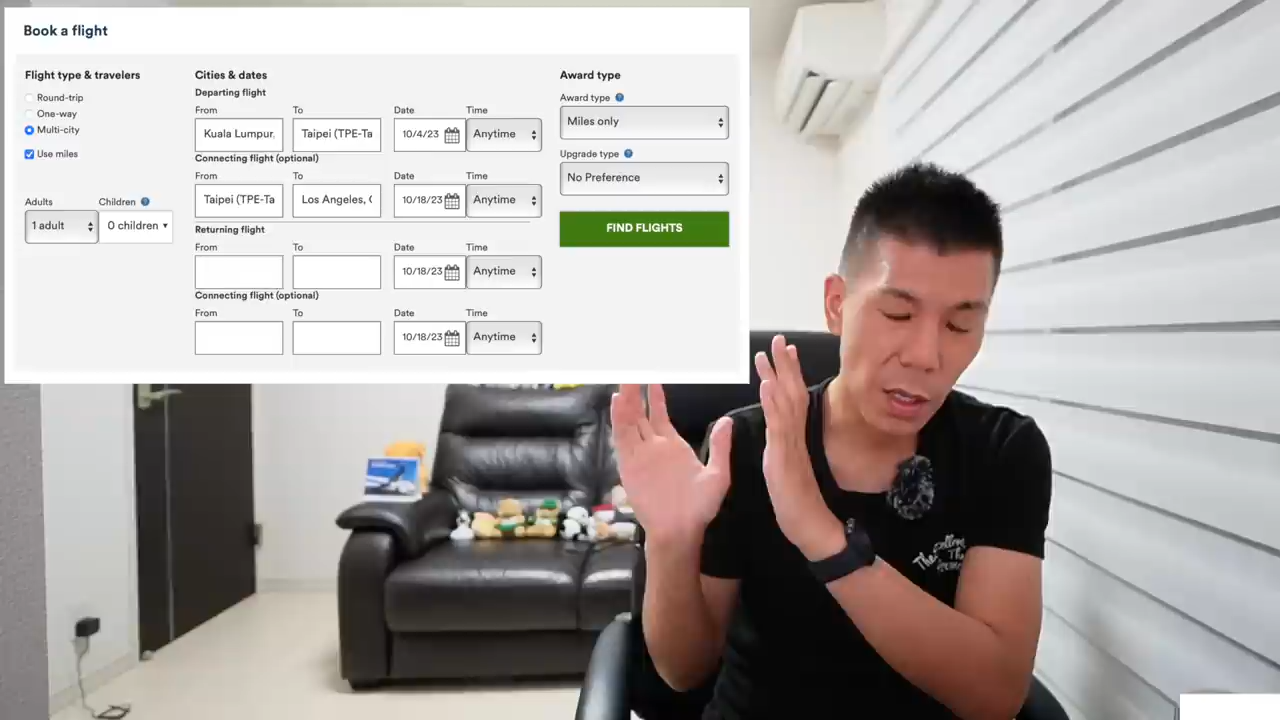 Book a flight
Flight type & travelers
Round-trip
One-way
Multi-city
Use miles
Adults Children
1 adult 0 children
Cities & dates
Departing flight
From To Date Time
Kuala Lumpur, Taipei (TPE-Ta 10/4/23 Anytime
Connecting flight (optional)
From To Date Time
Taipei (TPE-Ta Los Angeles, 10/18/23 Anytime
Returning flight
From To Date Time
10/18/23 Anytime
Connecting flight (optional)
From To Date Time
10/18/23 Anytime
Award type
Award type
Miles only
Upgrade type
No Preference
FIND FLIGHTS
The
The